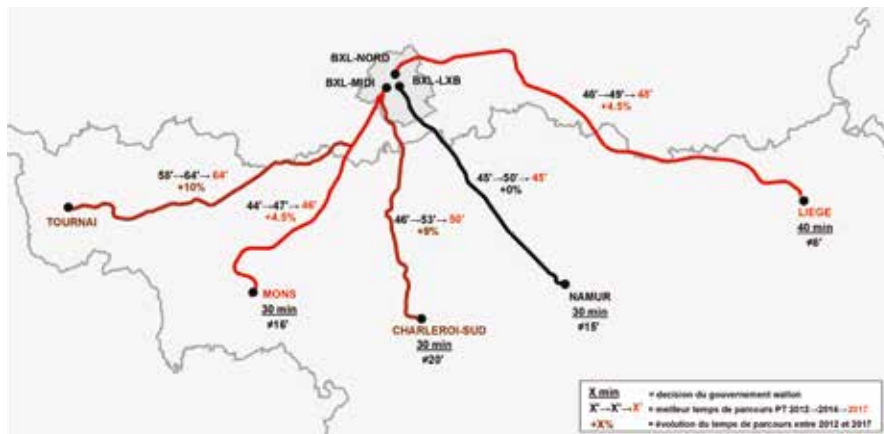 BXL-NORD
BXL-MIDI
BXL-LXB
46'→49'→ 48'
+4.5%
58'→64'→ 64'
+10%
TOURNAI
44'→47'→ 46'
+4.5%
46'→53'→ 50'
+9%
45'→50'→ 45'
+0%
LIEGE
40 min
≠8'
MONS
30 min
≠16'
NAMUR
30 min
≠15'
CHARLEROI-SUD
30 min
≠20'
X min = decision du gouvernement wallon
X'→X'→X' = meilleur temps de parcours PT 2012→2014→2017
+X% = évolution du temps de parcours entre 2012 et 2017